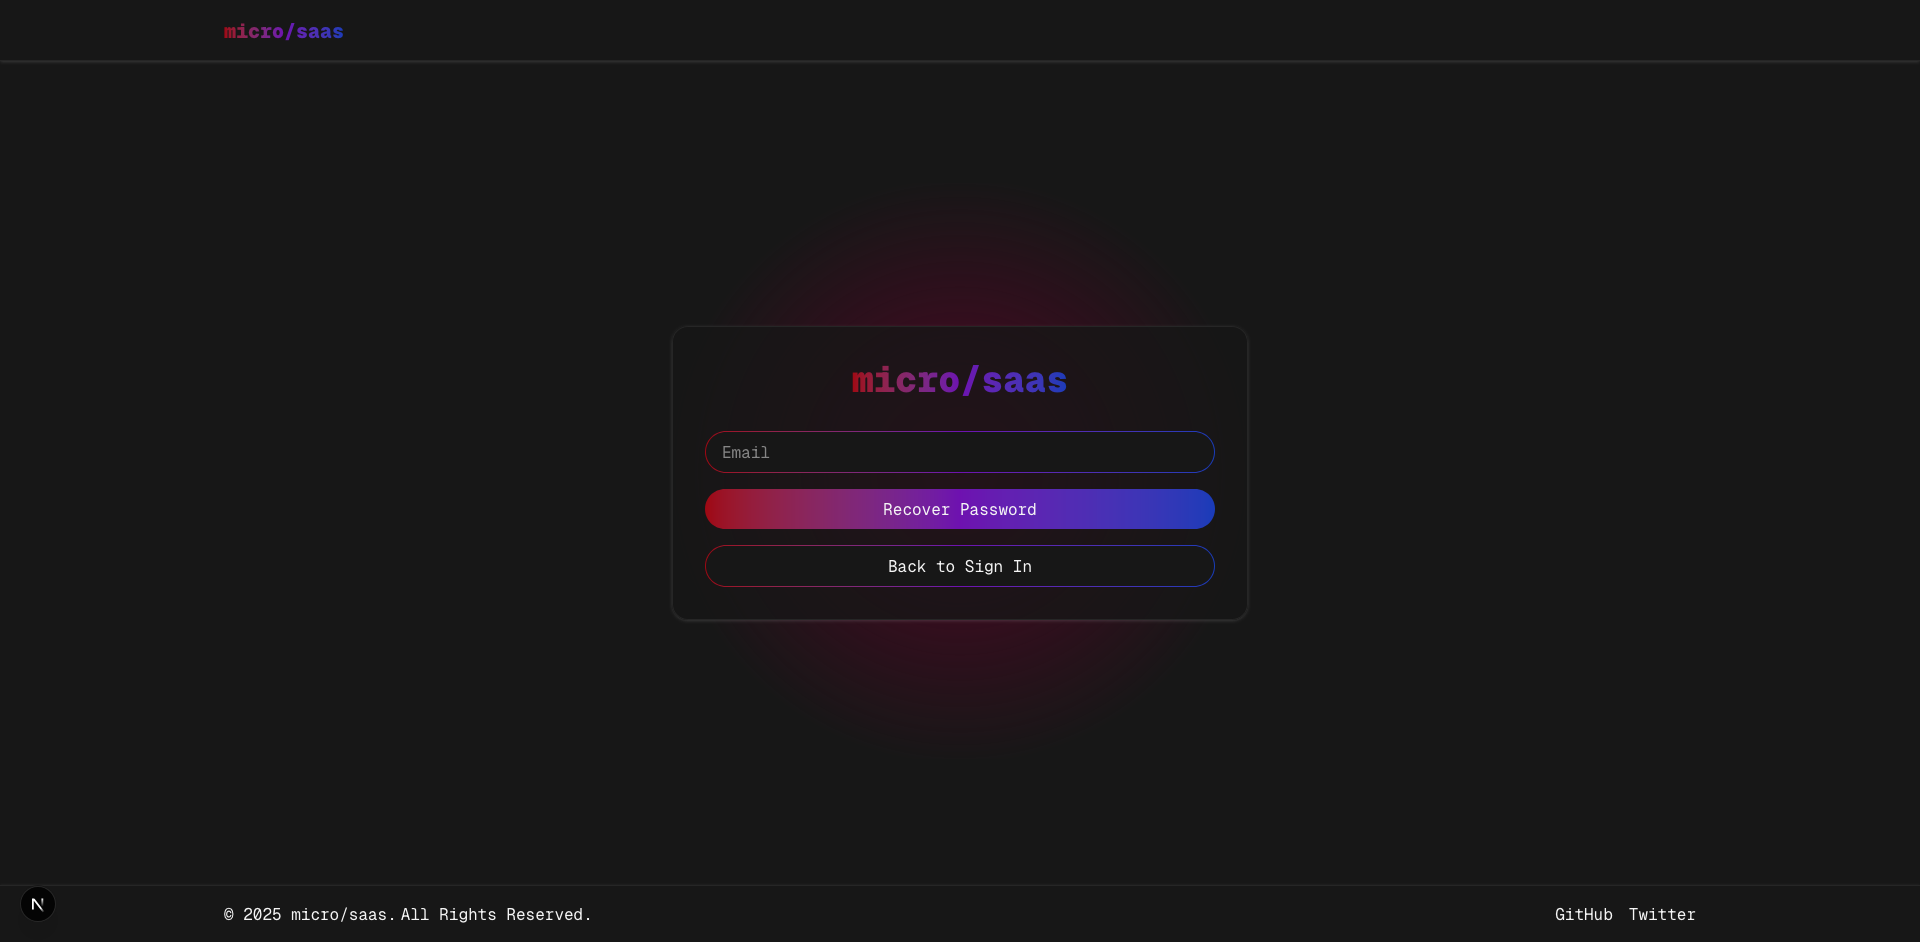 micro/saas
micro/saas
Email
Recover Password
Back to Sign In
© 2025 micro/saas. All Rights Reserved.
GitHub Twitter